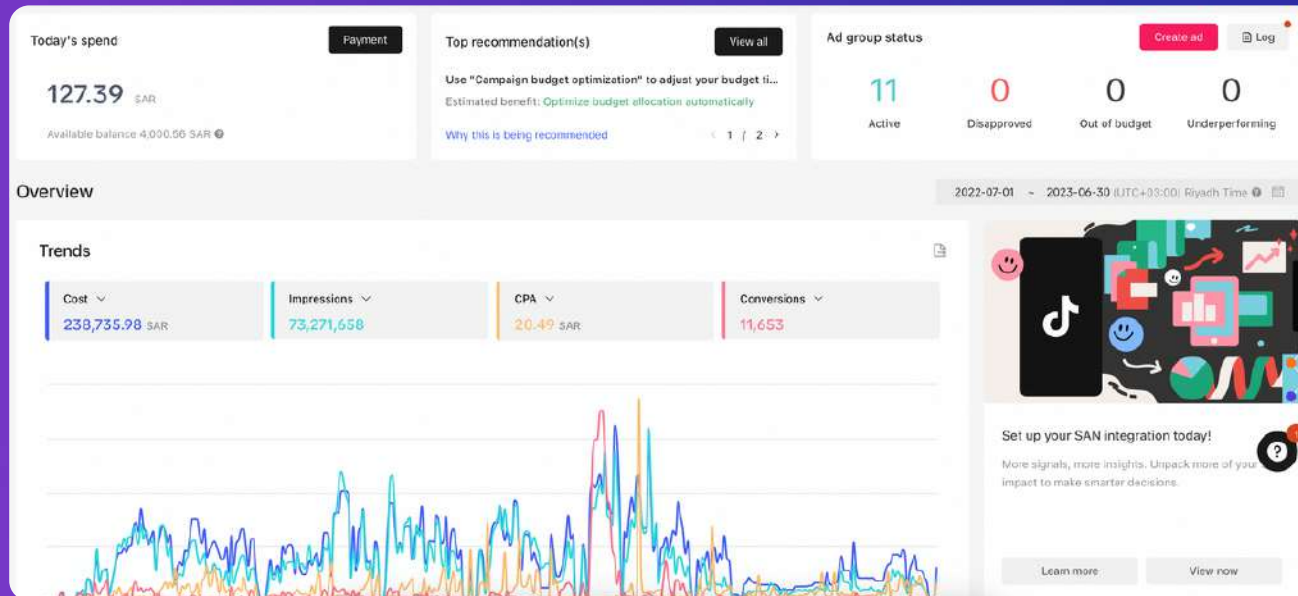 Today's spend
Payment
127.39 SAR
Available balance 4,000.56 SAR
Top recommendation(s)
View all
Use "Campaign budget optimization" to adjust your budget ti...
Estimated benefit: Optimize budget allocation automatically
Why this is being recommended
< 1 / 2 >
Ad group status
Create ad
Log
11
0
0
0
Active
Disapproved
Out of budget
Underperforming
Overview
2022-07-01 ~ 2023-06-30 (UTC+03:00) Riyadh Time
Trends
Cost
238,735.98 SAR
Impressions
73,271,658
CPA
20.49 SAR
Conversions
11,653
Set up your SAN integration today!
More signals, more insights. Unpack more of your
impact to make smarter decisions.
Learn more
View now